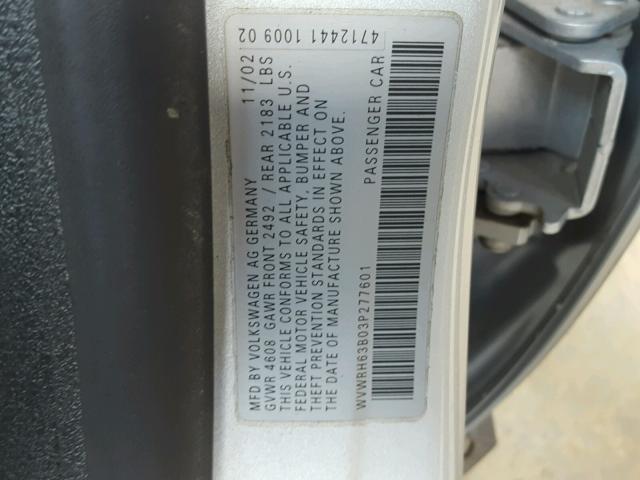 MFD BY VOLKSWAGEN AG GERMANY 11/02
GVWR 4608 GAWR FRONT 2492 / REAR 2183 LBS
THIS VEHICLE CONFORMS TO ALL APPLICABLE U.S.
FEDERAL MOTOR VEHICLE SAFETY, BUMPER AND
THEFT PREVENTION STANDARDS IN EFFECT ON
THE DATE OF MANUFACTURE SHOWN ABOVE.
WVWRH63B03P277601 PASSENGER CAR
4712441 1009 02